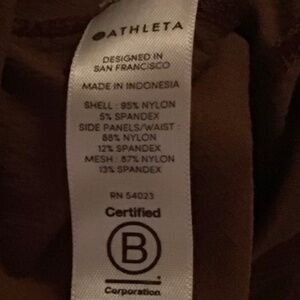 ATHLETA
DESIGNED IN
SAN FRANCISCO
MADE IN INDONESIA
SHELL : 95% NYLON
5% SPANDEX
SIDE PANELS/WAIST :
88% NYLON
12% SPANDEX
MESH : 87% NYLON
13% SPANDEX
RN 54023
Certified
B
Corporation